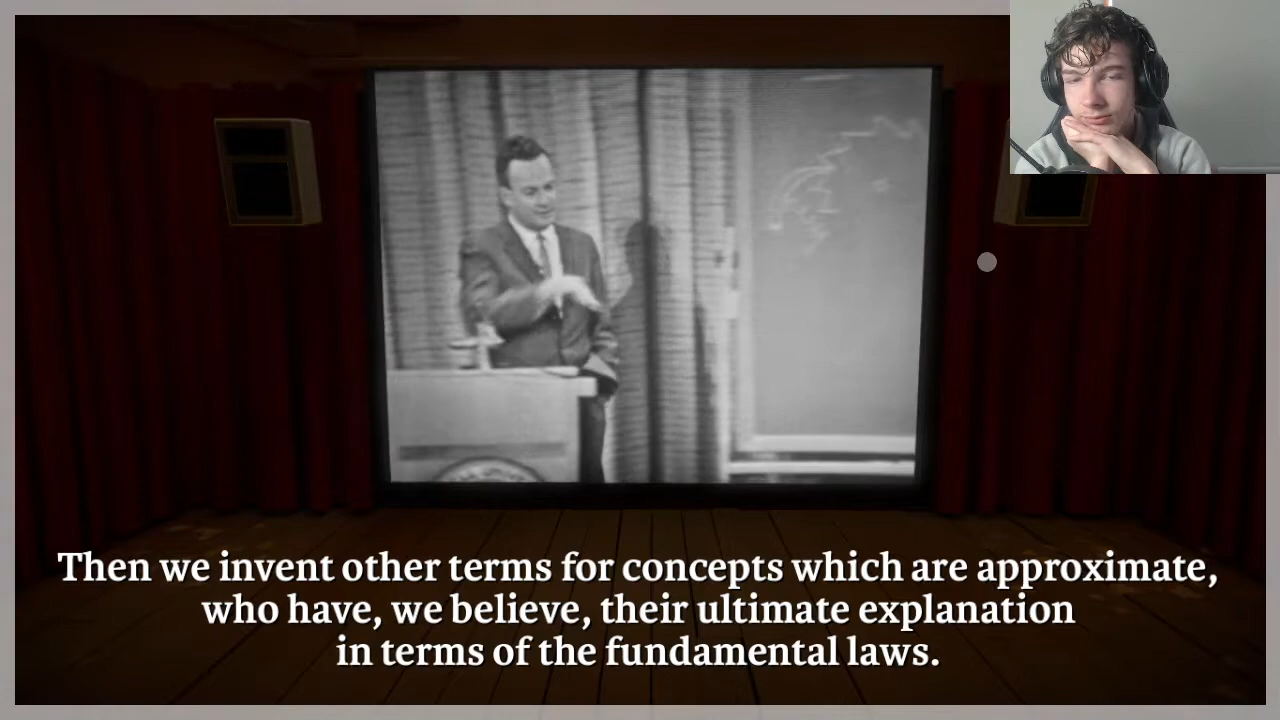 Then we invent other terms for concepts which are approximate,
who have, we believe, their ultimate explanation
in terms of the fundamental laws.